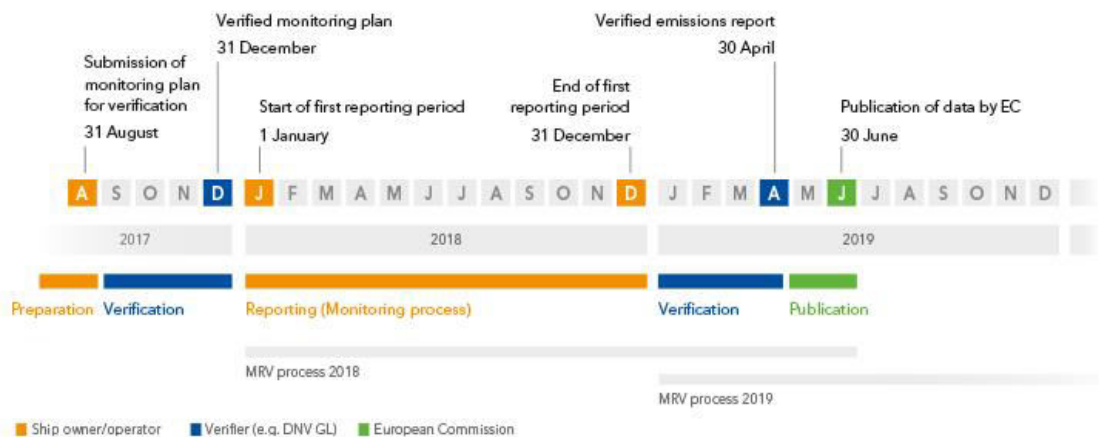 Verified monitoring plan
31 December
Verified emissions report
30 April
Submission of
monitoring plan
for verification
31 August
Start of first reporting period
1 January
End of first
reporting period
31 December
Publication of data by EC
30 June
A S O N D J F M A M J J A S O N D J F M A M J J A S O N D
2017 2018 2019
Preparation Verification Reporting (Monitoring process) Verification Publication
MRV process 2018
MRV process 2019
Ship owner/operator Verifier (e.g. DNV GL) European Commission